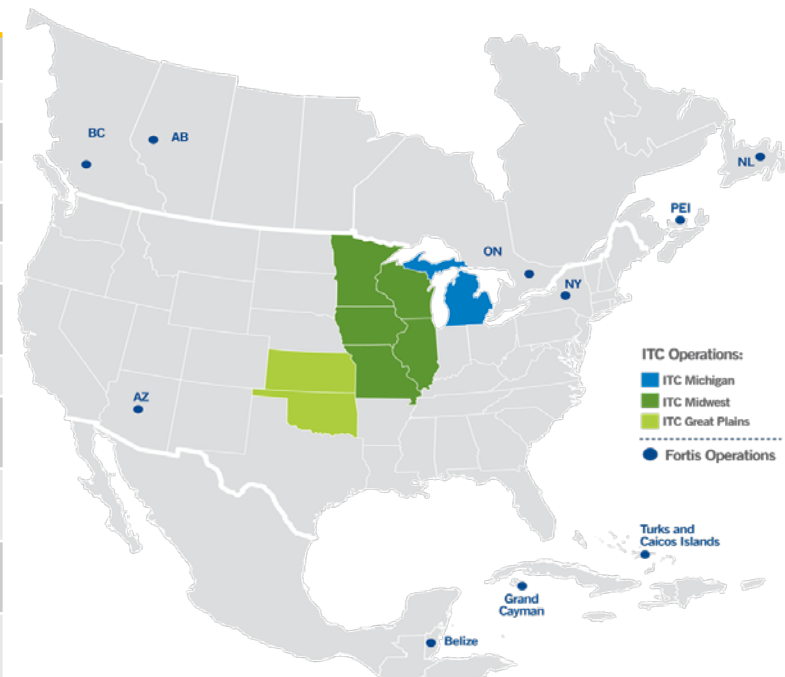 BC
AB
NL
PEI
ON
NY
AZ
ITC Operations:
ITC Michigan
ITC Midwest
ITC Great Plains
Fortis Operations
Turks and
Caicos Islands
Grand
Cayman
Belize